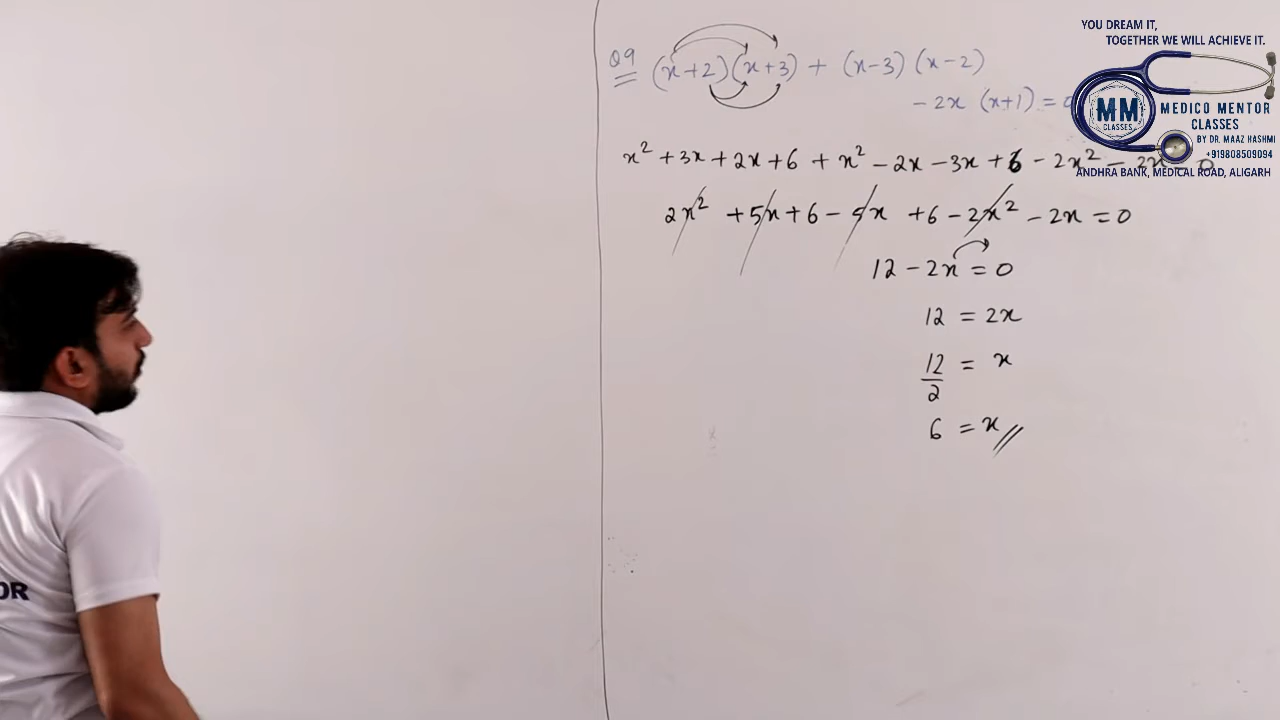 YOU DREAM IT,
TOGETHER WE WILL ACHIEVE IT.
MM
CLASSES
MEDICO MENTOR
CLASSES
BY DR. MAAZ HASHMI
+919808509094
ANDHRA BANK, MEDICAL ROAD, ALIGARH
Q9 (x+2)(x+3) + (x-3) (x-2)
- 2x (x+1) = 0
x² + 3x + 2x + 6 + x² - 2x - 3x + 6 - 2x² - 2x = 0
2x² + 5x + 6 - 5x + 6 - 2x² - 2x = 0
12 - 2x = 0
12 = 2x
12/2 = x
6 = x
OR